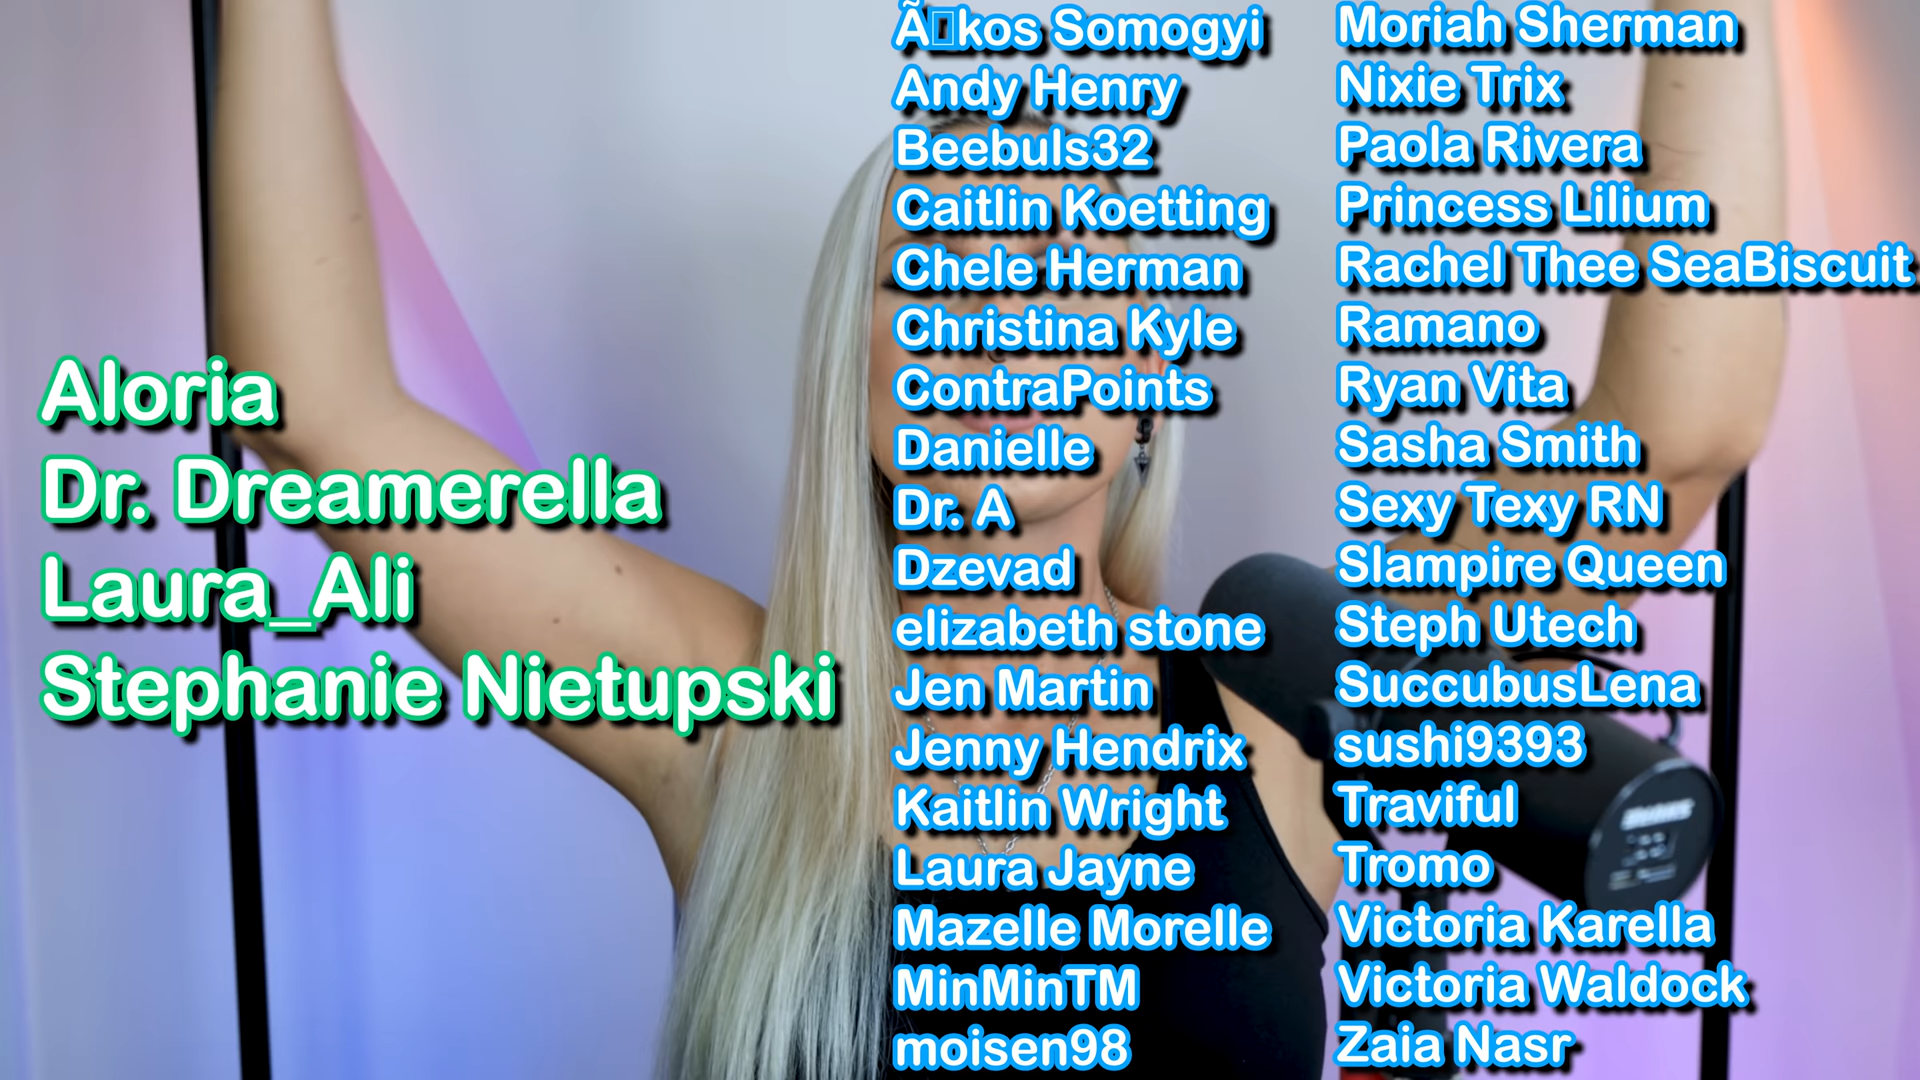 Aloria
Dr. Dreamerella
Laura_Ali
Stephanie Nietupski
Ã�kos Somogyi
Andy Henry
Beebuls32
Caitlin Koetting
Chele Herman
Christina Kyle
ContraPoints
Danielle
Dr. A
Dzevad
elizabeth stone
Jen Martin
Jenny Hendrix
Kaitlin Wright
Laura Jayne
Mazelle Morelle
MinMinTM
moisen98
Moriah Sherman
Nixie Trix
Paola Rivera
Princess Lilium
Rachel Thee SeaBiscuit
Ramano
Ryan Vita
Sasha Smith
Sexy Texy RN
Slampire Queen
Steph Utech
SuccubusLena
sushi9393
Traviful
Tromo
Victoria Karella
Victoria Waldock
Zaia Nasr